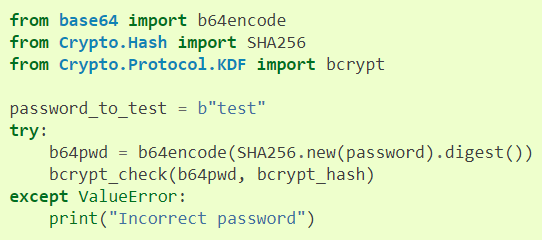 from base64 import b64encode
from Crypto.Hash import SHA256
from Crypto.Protocol.KDF import bcrypt

password_to_test = b"test"
try:
    b64pwd = b64encode(SHA256.new(password).digest())
    bcrypt_check(b64pwd, bcrypt_hash)
except ValueError:
    print("Incorrect password")